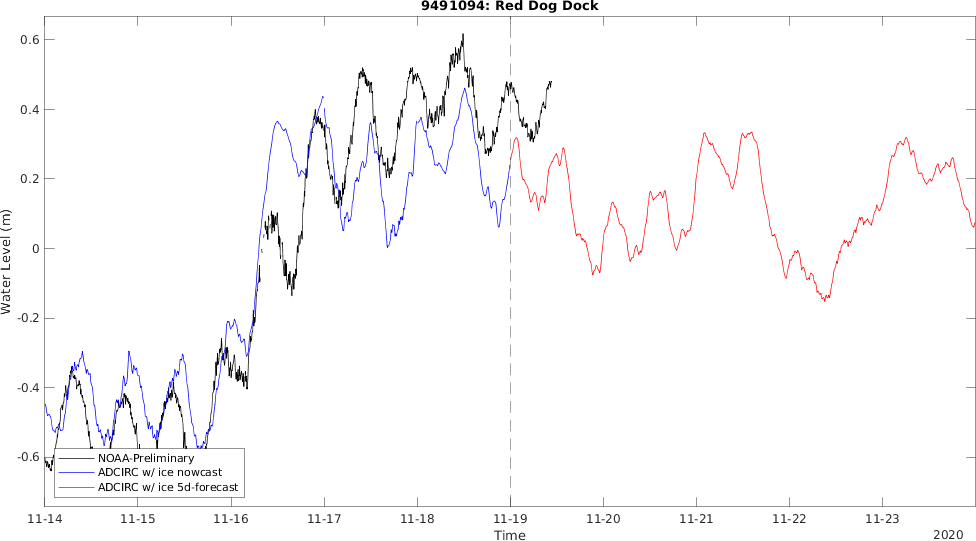 9491094: Red Dog Dock
Water Level (m)
0.6
0.4
0.2
0
-0.2
-0.4
-0.6
NOAA-Preliminary
ADCIRC w/ ice nowcast
ADCIRC w/ ice 5d-forecast
11-14 11-15 11-16 11-17 11-18 11-19 11-20 11-21 11-22 11-23
Time
2020